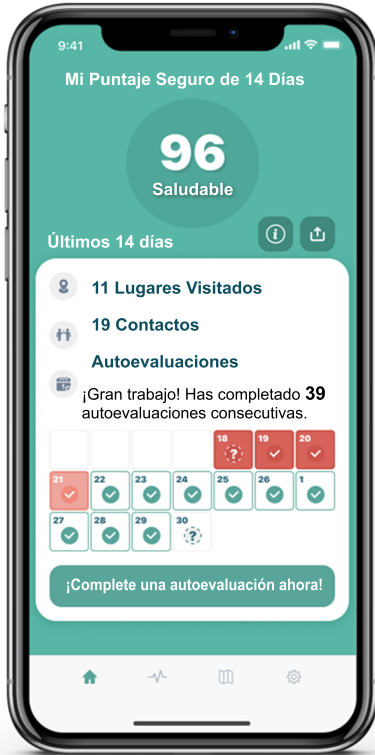 9:41
Mi Puntaje Seguro de 14 Días
96
Saludable
Últimos 14 días
11 Lugares Visitados
19 Contactos
Autoevaluaciones
¡Gran trabajo! Has completado 39
autoevaluaciones consecutivas.
18 ? 19 20
21 22 23 24 25 26 1
27 28 29 30 ?
¡Complete una autoevaluación ahora!